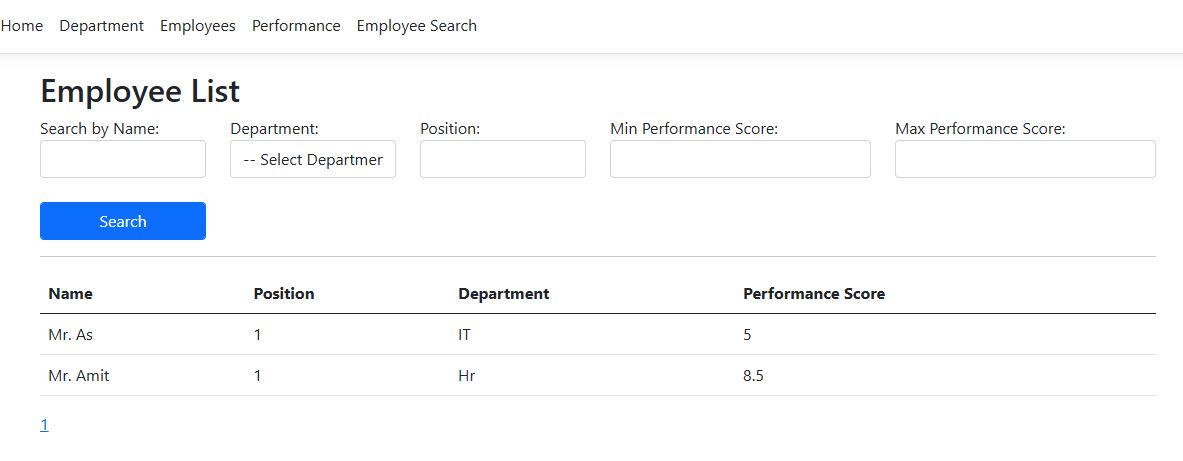 Home Department Employees Performance Employee Search
Employee List
Search by Name: Department: Position: Min Performance Score: Max Performance Score:
-- Select Departmer
Search
Name Position Department Performance Score
Mr. As 1 IT 5
Mr. Amit 1 Hr 8.5
1